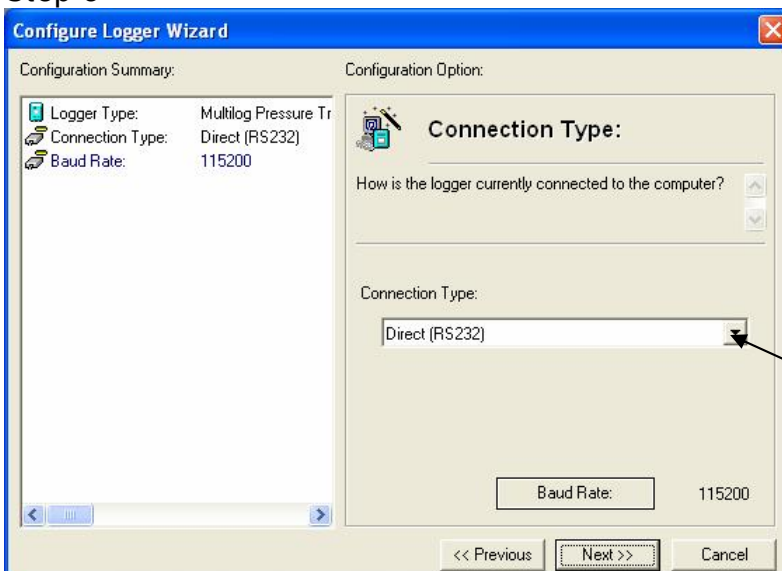 Configure Logger Wizard
Configuration Summary:
Configuration Option:
Logger Type: Multilog Pressure Tr
Connection Type: Direct (RS232)
Baud Rate: 115200
Connection Type:
How is the logger currently connected to the computer?
Connection Type:
Direct (RS232)
Baud Rate: 115200
<< Previous
Next >>
Cancel